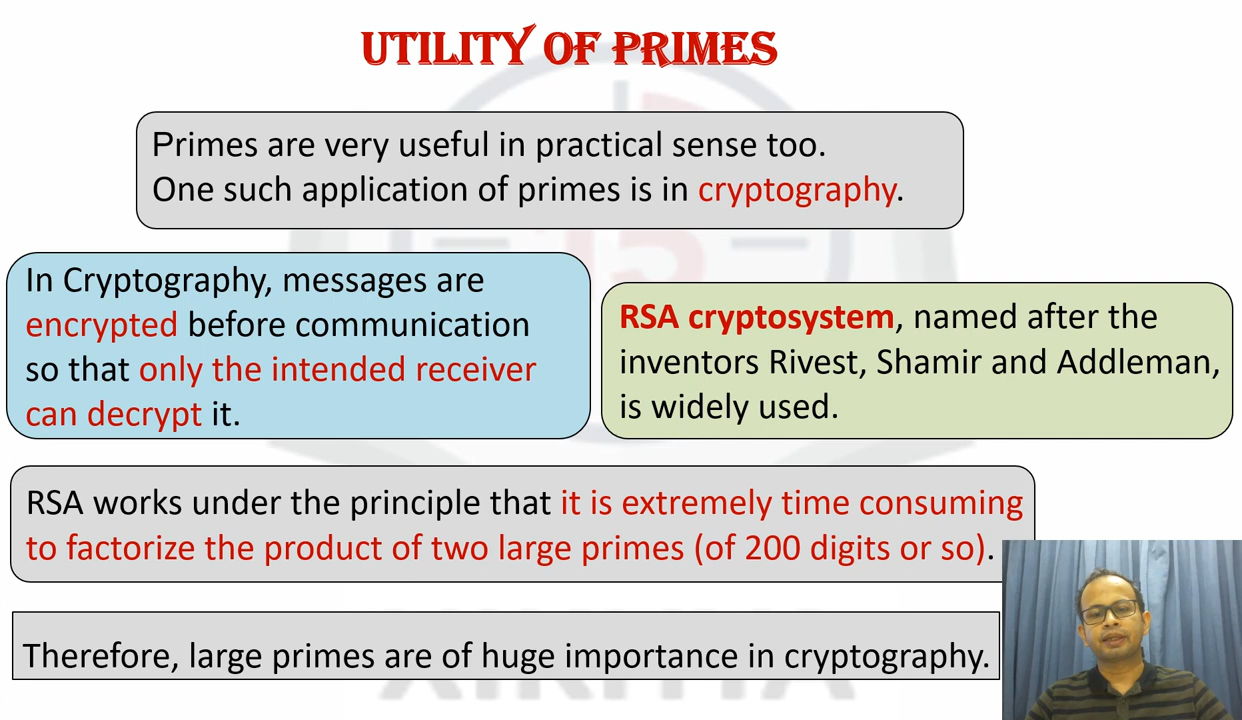 UTILITY OF PRIMES
Primes are very useful in practical sense too.
One such application of primes is in cryptography.
In Cryptography, messages are
encrypted before communication
so that only the intended receiver
can decrypt it.
RSA cryptosystem, named after the
inventors Rivest, Shamir and Addleman,
is widely used.
RSA works under the principle that it is extremely time consuming
to factorize the product of two large primes (of 200 digits or so).
Therefore, large primes are of huge importance in cryptography.